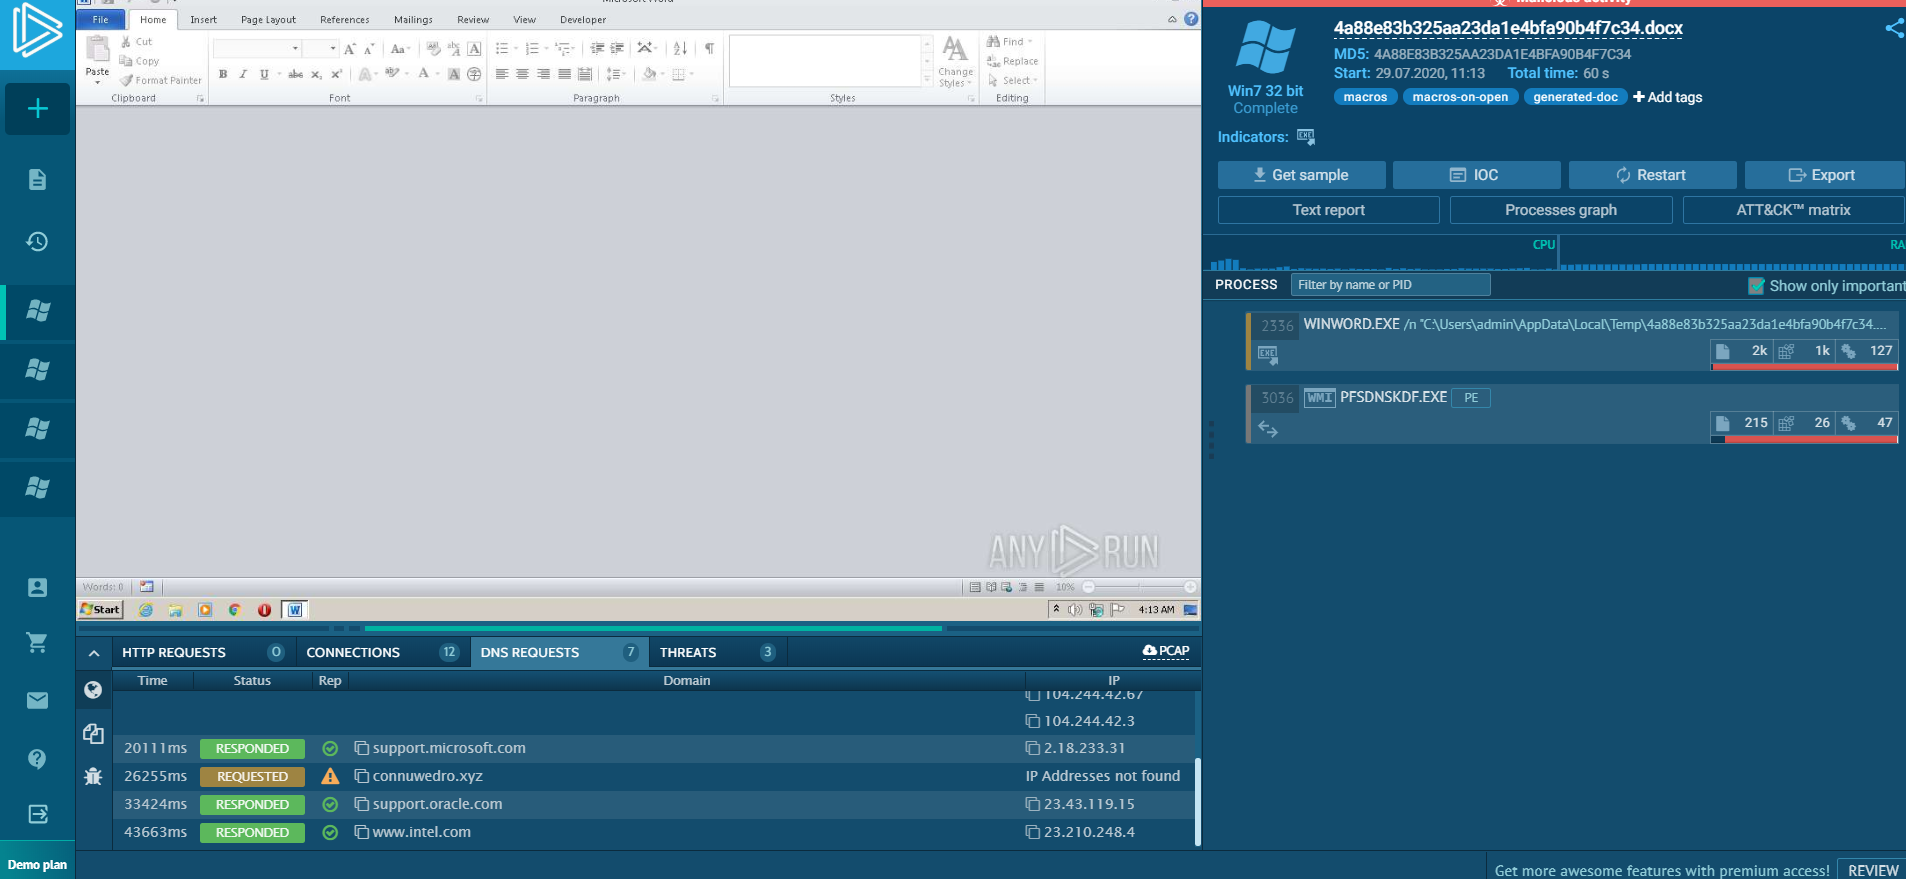 Microsoft Word
Malicious activity
File Home Insert Page Layout References Mailings Review View Developer
Paste
Cut
Copy
Format Painter
Clipboard
B I U abc x₂ x²
Aa
Font
Paragraph
Styles
Change Styles
Find
Replace
Select
Editing
ANY RUN
Words: 0
10%
Start
4:13 AM
4a88e83b325aa23da1e4bfa90b4f7c34.docx
MD5: 4A88E83B325AA23DA1E4BFA90B4F7C34
Start: 29.07.2020, 11:13 Total time: 60 s
macros macros-on-open generated-doc + Add tags
Win7 32 bit
Complete
Indicators:
Get sample IOC Restart Export
Text report Processes graph ATT&CK™ matrix
CPU RA
PROCESS Filter by name or PID Show only important
2336 WINWORD.EXE /n "C:\Users\admin\AppData\Local\Temp\4a88e83b325aa23da1e4bfa90b4f7c34....
EXE 2k 1k 127
3036 WMI PFSDNSKDF.EXE PE
215 26 47
HTTP REQUESTS 0 CONNECTIONS 12 DNS REQUESTS 7 THREATS 3 PCAP
Time Status Rep Domain IP
104.244.42.67
104.244.42.3
20111ms RESPONDED support.microsoft.com 2.18.233.31
26255ms REQUESTED connuwedro.xyz IP Addresses not found
33424ms RESPONDED support.oracle.com 23.43.119.15
43663ms RESPONDED www.intel.com 23.210.248.4
Demo plan
Get more awesome features with premium access! REVIEW